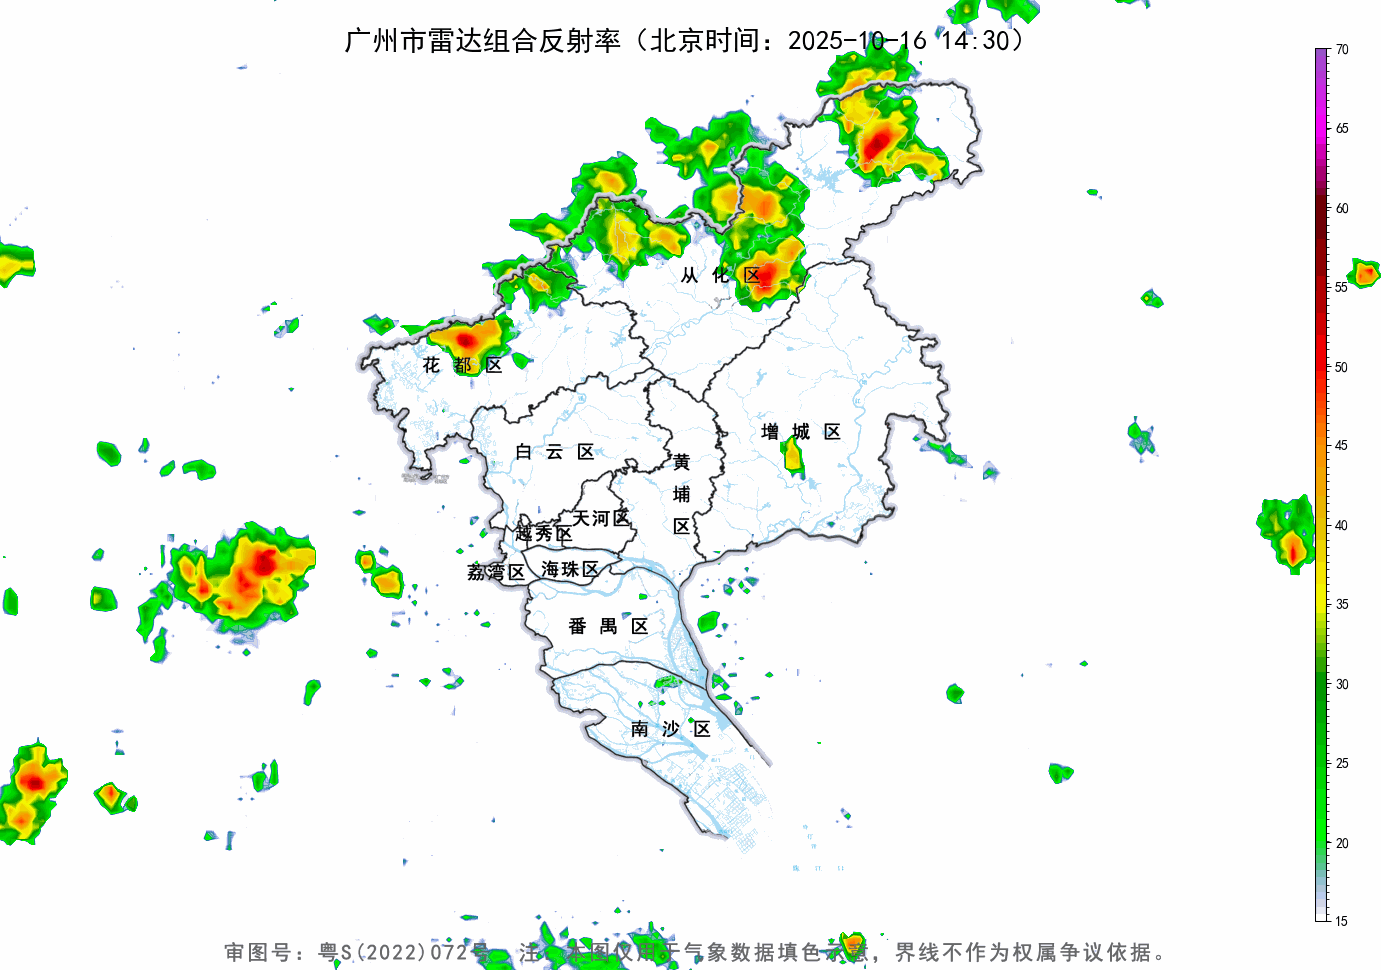 广州市雷达组合反射率（北京时间：2025-10-16 14:30）
70
65
60
55
50
45
40
35
30
25
20
15
从化区
花都区
增城区
白云区
黄埔区
天河区
越秀区
荔湾区
海珠区
番禺区
南沙区
审图号：粤S(2022)072号 注：本图仅用于气象数据填色示意，界线不作为权属争议依据。